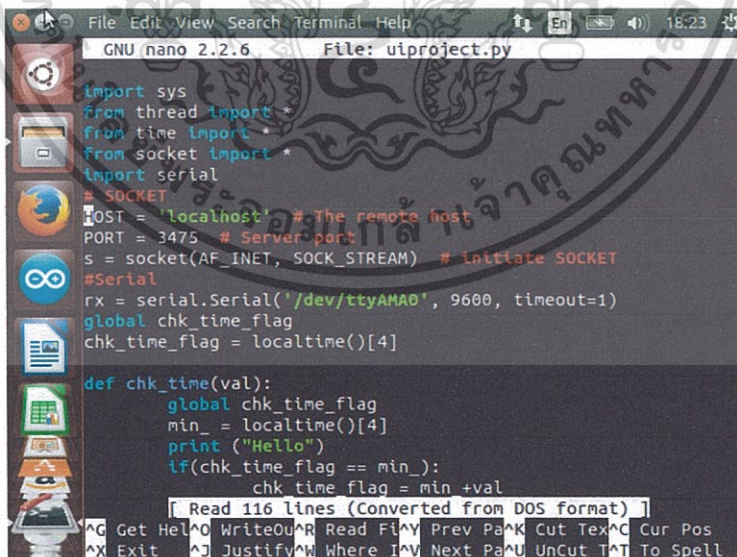 File Edit View Search Terminal Help En 18:23
GNU nano 2.2.6 File: uiproject.py
import sys
from thread import *
from time import *
from socket import *
import serial
# SOCKET
HOST = 'localhost' # The remote host
PORT = 3475 # Server port
s = socket(AF_INET, SOCK_STREAM) # initiate SOCKET
#Serial
rx = serial.Serial('/dev/ttyAMA0', 9600, timeout=1)
global chk_time_flag
chk_time_flag = localtime()[4]
def chk_time(val):
global chk_time_flag
min_ = localtime()[4]
print ("Hello")
if(chk_time_flag == min_):
chk_time_flag = min_+val
[ Read 116 lines (Converted from DOS format) ]
^G Get Hel^O WriteOu^R Read Fi^Y Prev Pa^K Cut Tex^C Cur Pos
^X Exit ^J Justify^W Where I^V Next Pa^U UnCut T^T To Spell